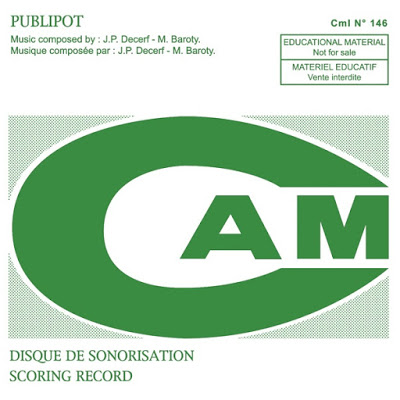 PUBLIPOT
Music composed by : J.P. Decerf - M. Baroty.
Musique composée par : J.P. Decerf - M. Baroty.
CmI N° 146
EDUCATIONAL MATERIAL
Not for sale
MATERIEL EDUCATIF
Vente interdite
CAM
DISQUE DE SONORISATION
SCORING RECORD